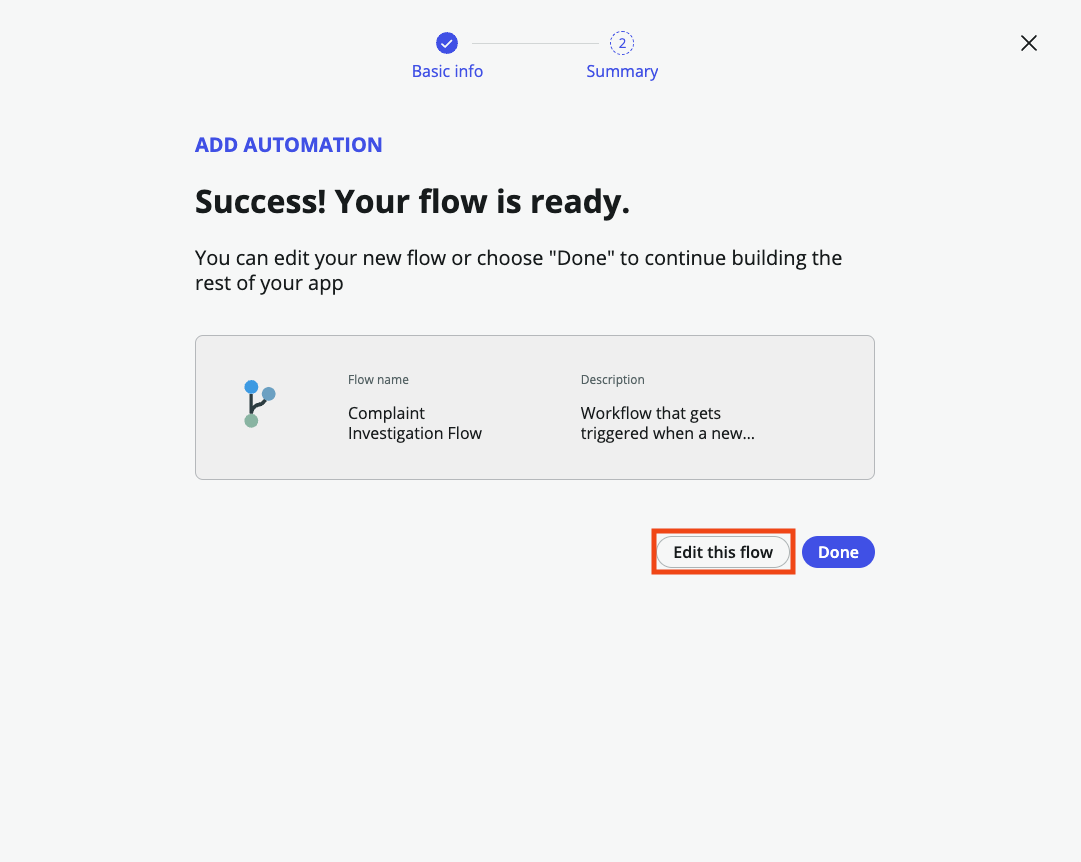 2
Basic info
Summary
ADD AUTOMATION
Success! Your flow is ready.
You can edit your new flow or choose "Done" to continue building the
rest of your app
Flow name
Description
Complaint
Investigation Flow
Workflow that gets
triggered when a new...
Edit this flow
Done